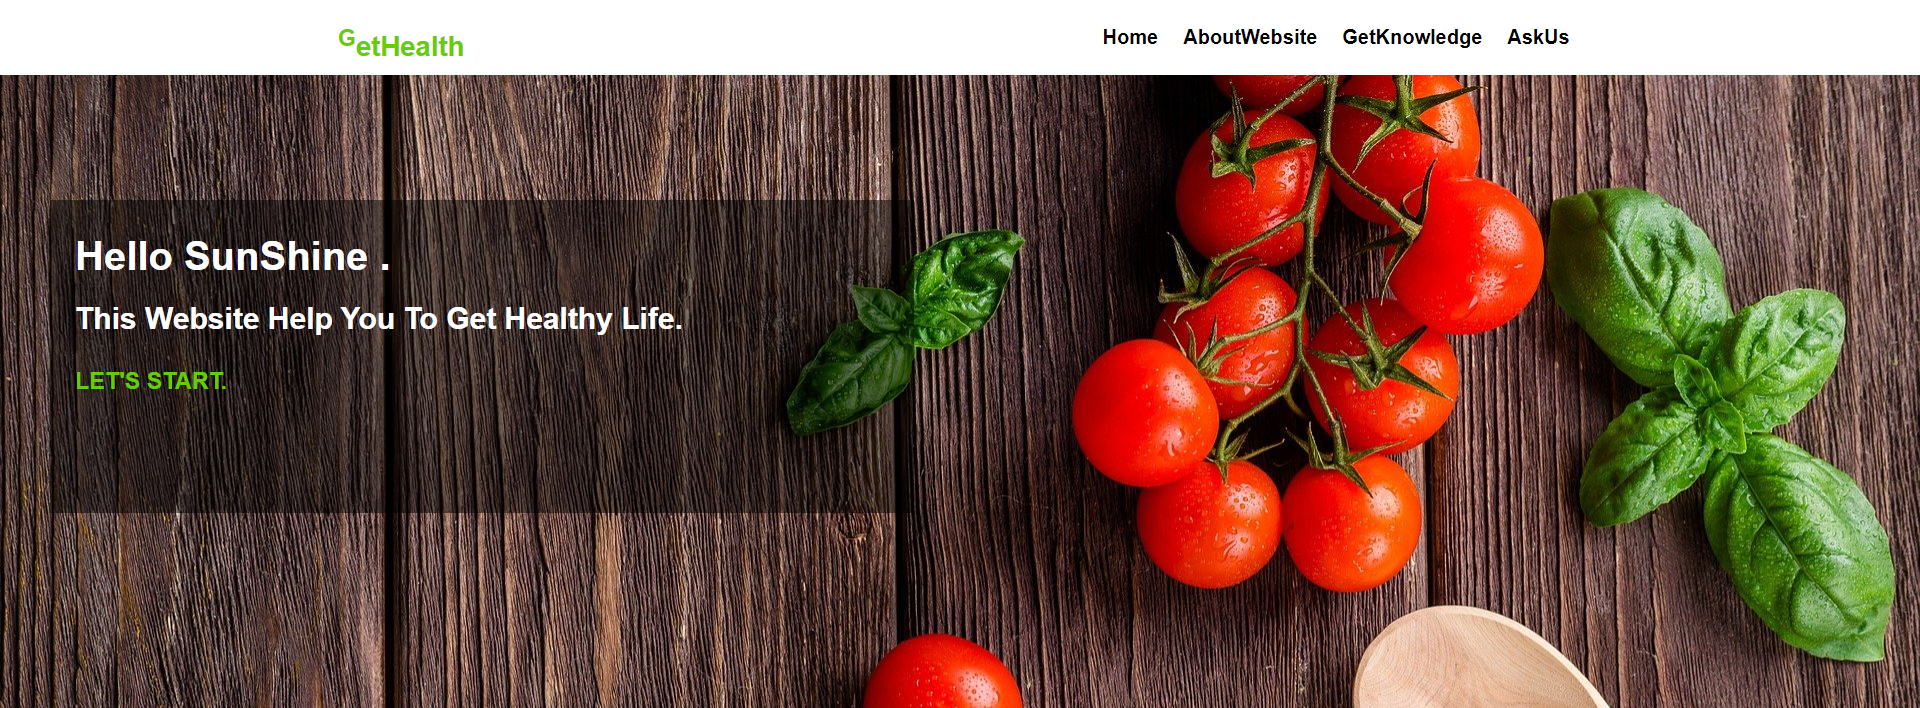 GetHealth
Home AboutWebsite GetKnowledge AskUs
Hello SunShine .
This Website Help You To Get Healthy Life.
LET'S START.